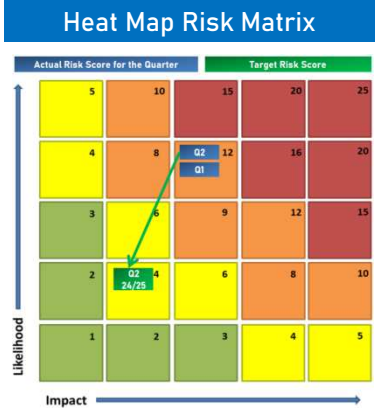 Heat Map Risk Matrix
Actual Risk Score for the Quarter
Target Risk Score
5 10 15 20 25
4 8 Q2 12 16 20
Q1
3 6 9 12 15
2 Q2 4 6 8 10
24/25
1 2 3 4 5
Likelihood
Impact